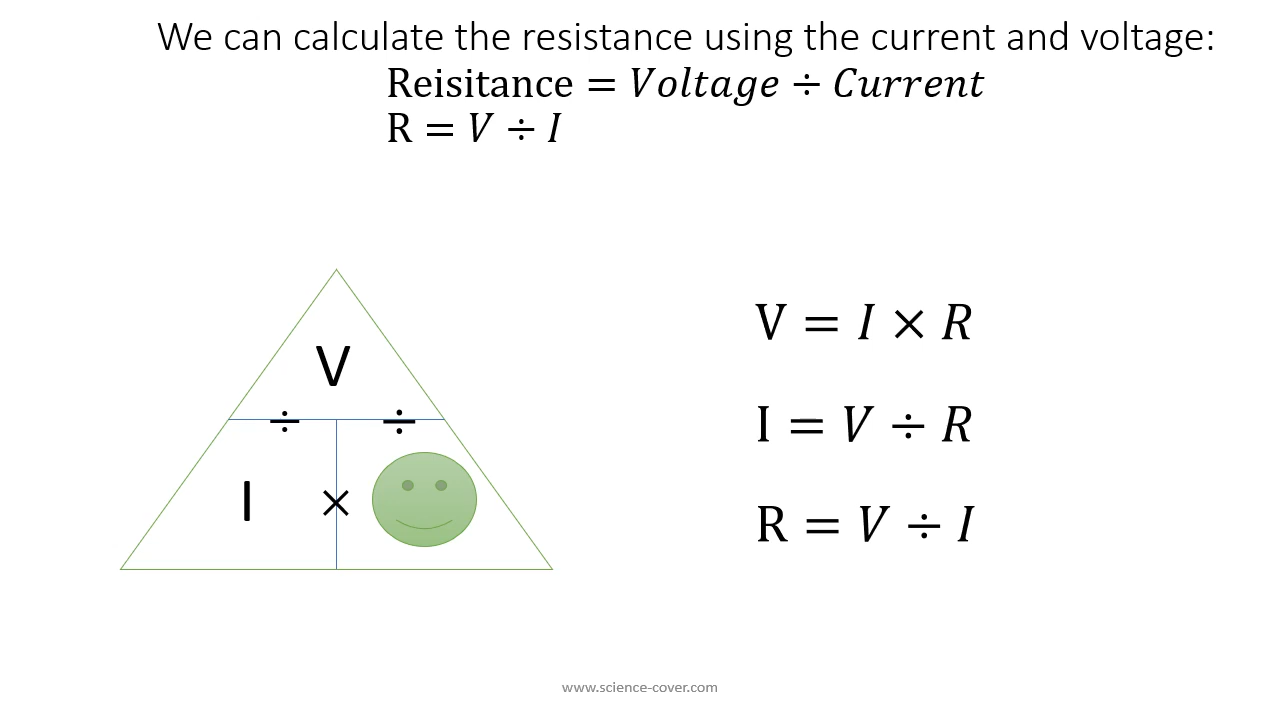 We can calculate the resistance using the current and voltage:
Reisitance = Voltage ÷ Current
R = V ÷ I
V
÷ ÷
I ×
V = I × R
I = V ÷ R
R = V ÷ I
www.science-cover.com